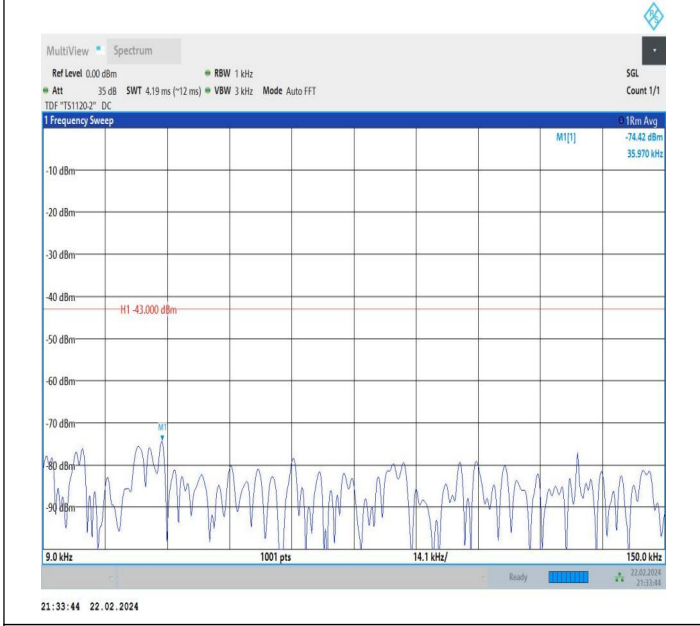 MultiView Spectrum
Ref Level 0.00 dBm RBW 1 kHz SGL
Att 35 dB SWT 4.19 ms (~12 ms) VBW 3 kHz Mode Auto FFT Count 1/1
TDF "TS1120-2" DC
1 Frequency Sweep 1Rm Avg
M1[1] -74.42 dBm
35.970 kHz
-10 dBm
-20 dBm
-30 dBm
-40 dBm
H1 -43.000 dBm
-50 dBm
-60 dBm
-70 dBm
M1
-80 dBm
-90 dBm
9.0 kHz 1001 pts 14.1 kHz/ 150.0 kHz
Ready 22.02.2024
21:33:44
21:33:44 22.02.2024